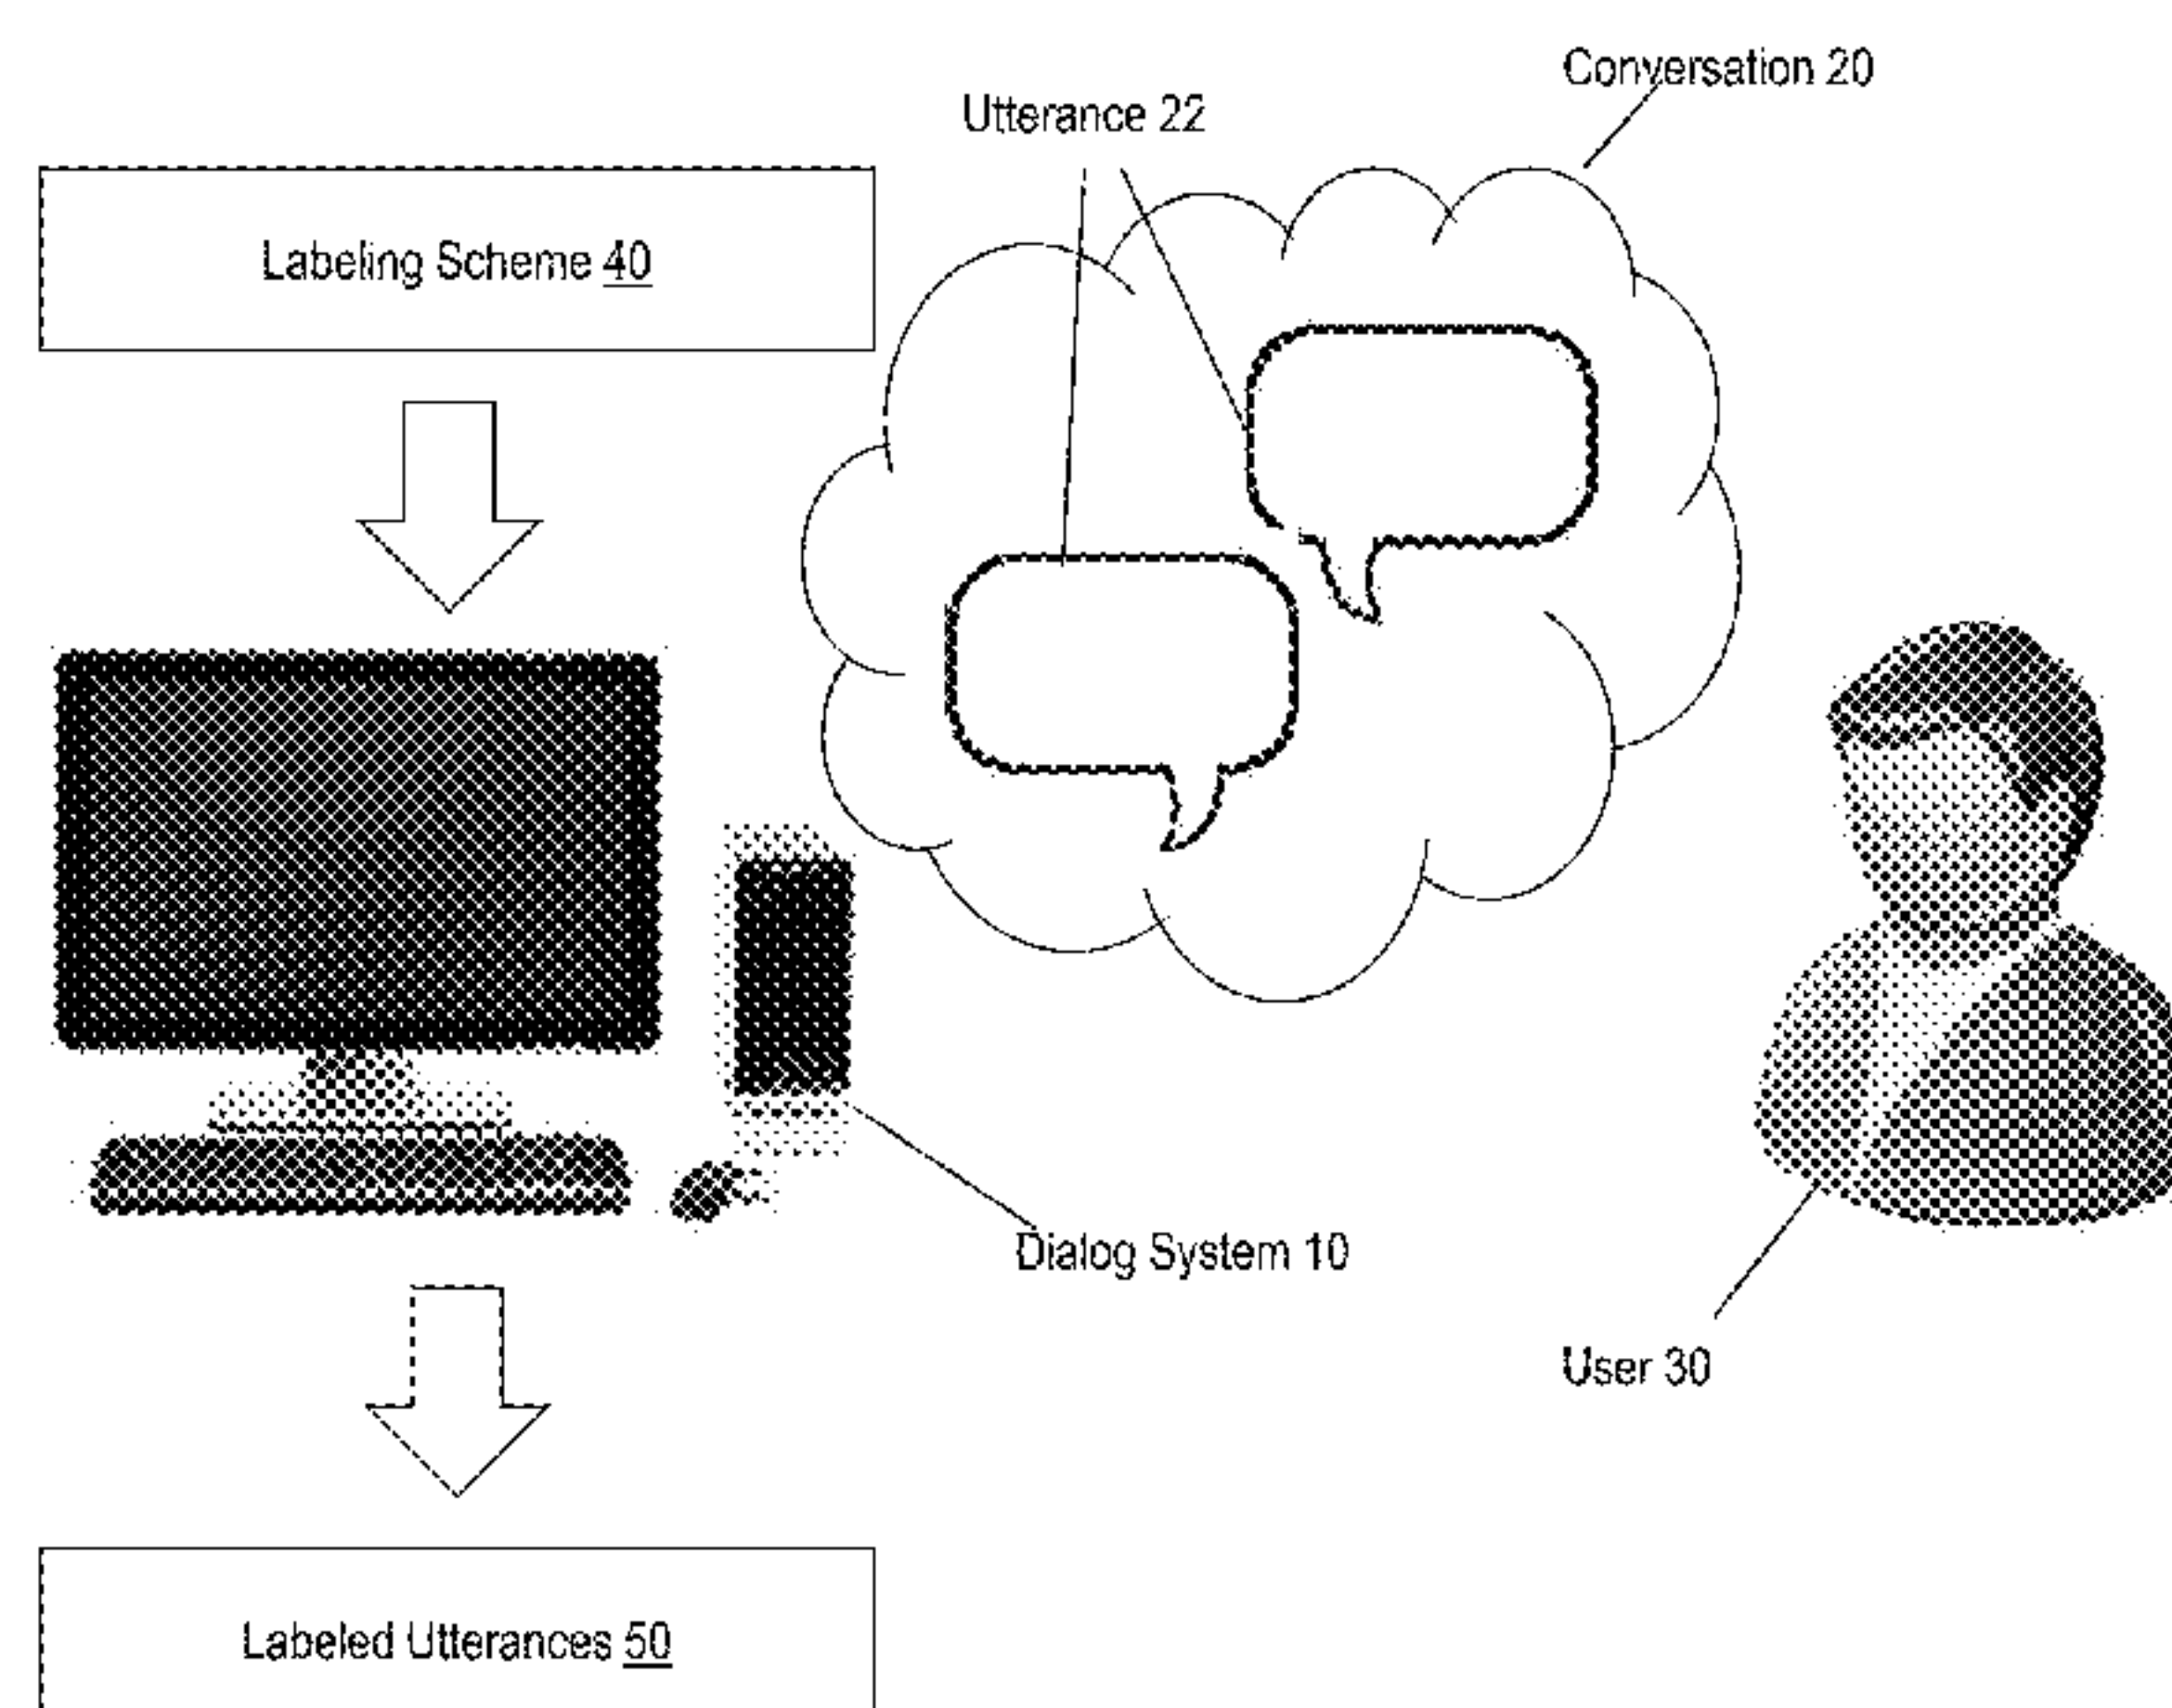 Conversation 20
Utterance 22
Labeling Scheme 40
Dialog System 10
User 30
Labeled Utterances 50